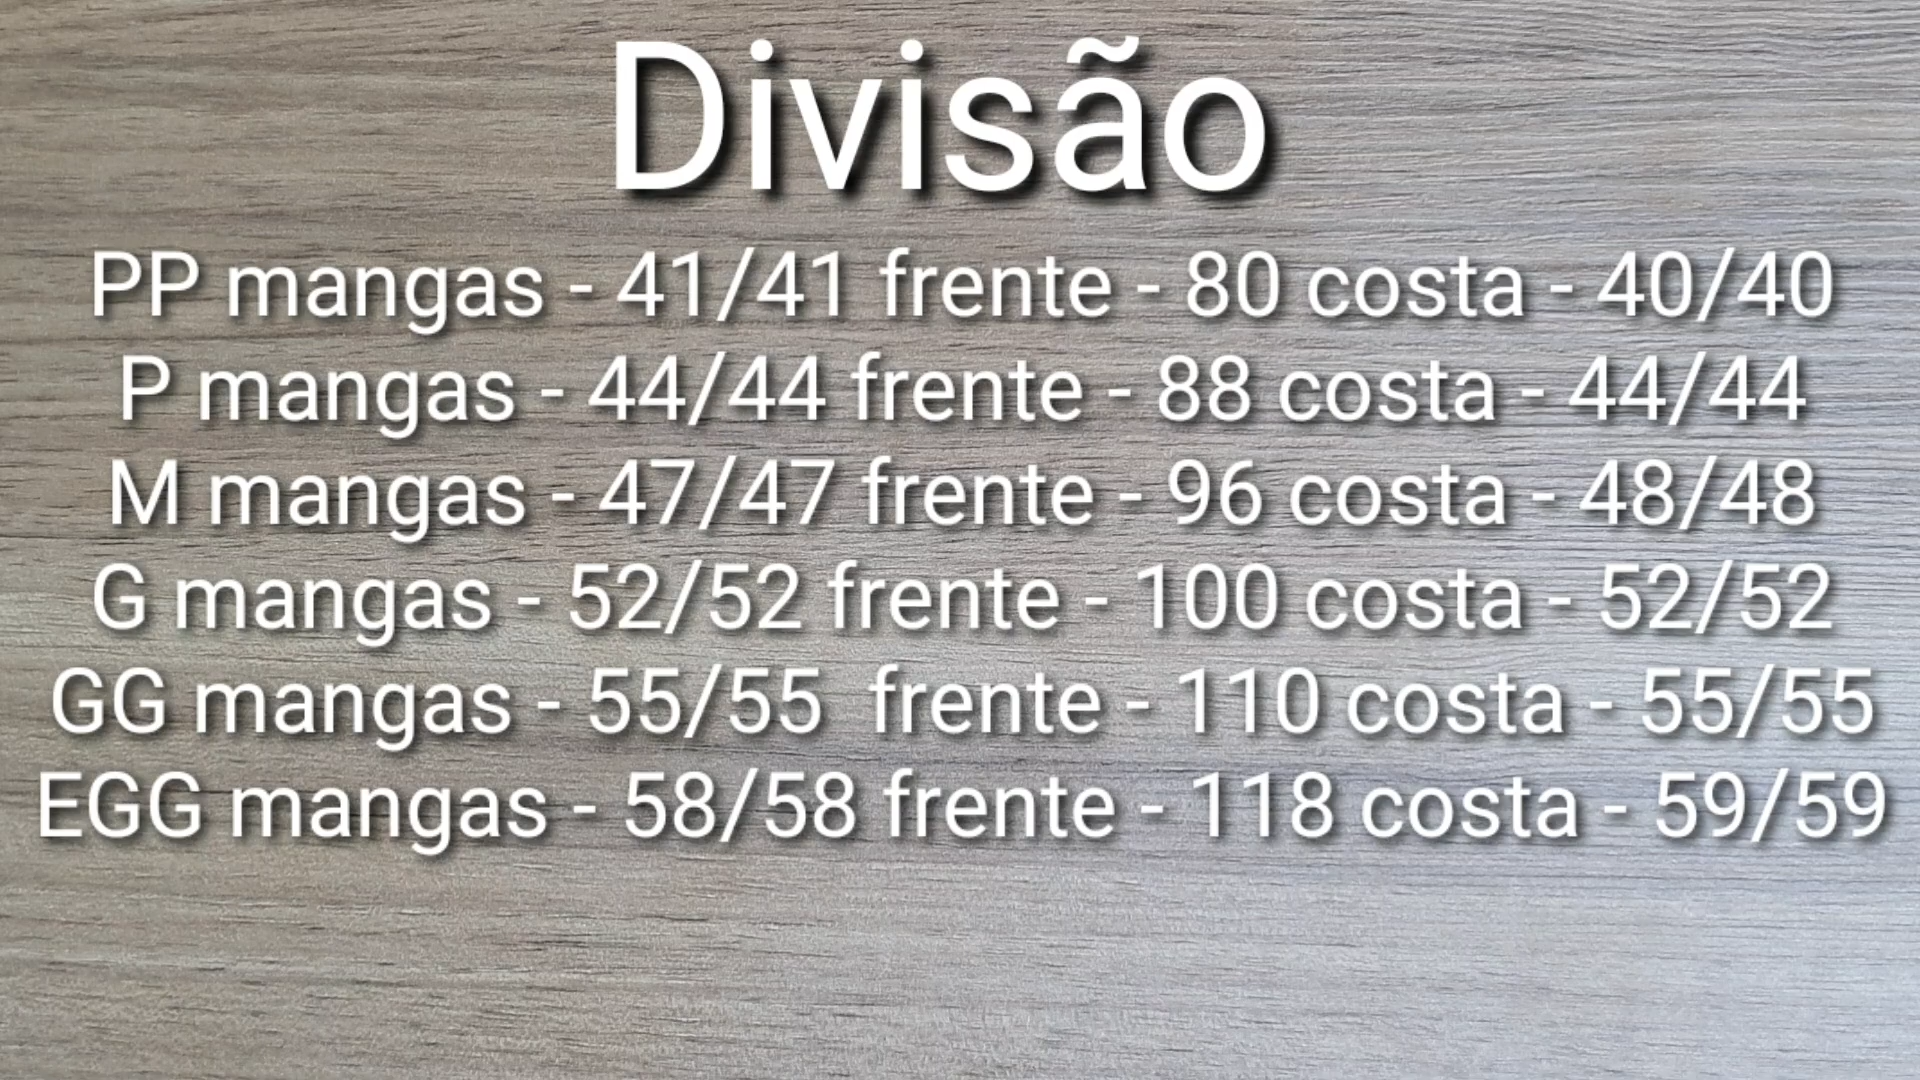 Divisão
PP mangas - 41/41 frente - 80 costa - 40/40
P mangas - 44/44 frente - 88 costa - 44/44
M mangas - 47/47 frente - 96 costa - 48/48
G mangas - 52/52 frente - 100 costa - 52/52
GG mangas - 55/55 frente - 110 costa - 55/55
EGG mangas - 58/58 frente - 118 costa - 59/59